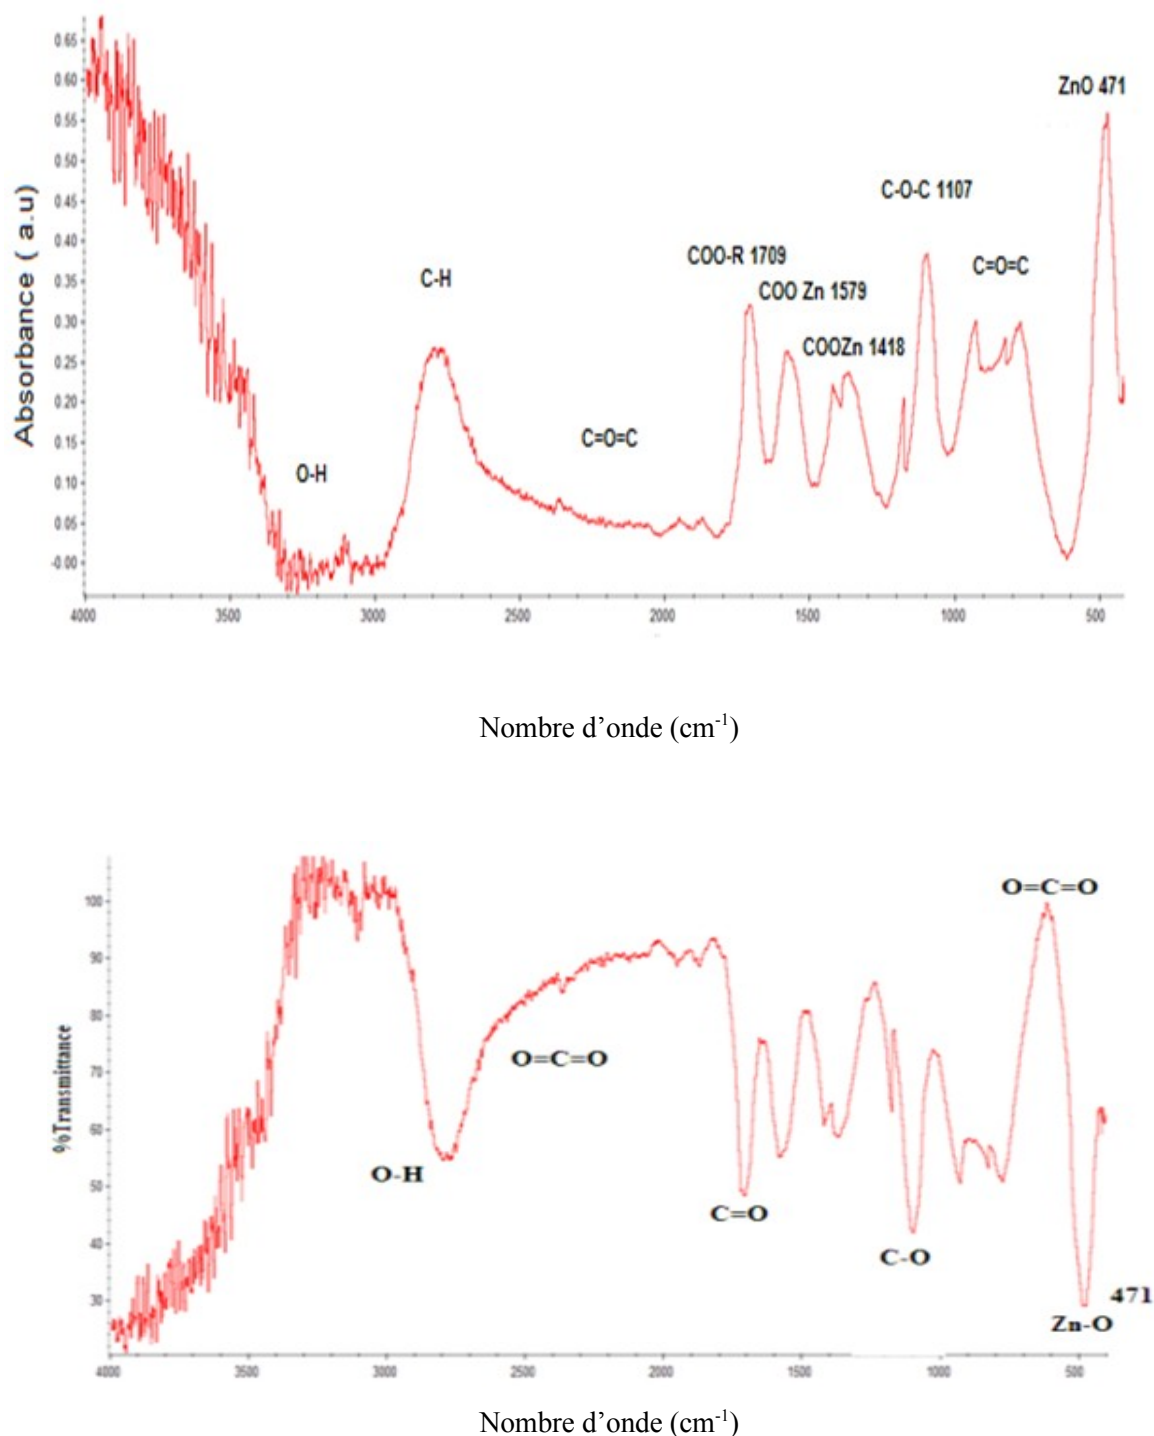 ZnO 471
C-O-C 1107
COO-R 1709
C=O=C
C-H
COO Zn 1579
COOZn 1418
C=O=C
O-H
Absorbance ( a.u)
0.65
0.60
0.55
0.50
0.45
0.40
0.35
0.30
0.25
0.20
0.15
0.10
0.05
-0.00
4000 3500 3000 2500 2000 1500 1000 500
Nombre d’onde (cm-1)
O=C=O
%Transmittance
100
90
80
70
60
50
40
30
O=C=O
O-H
C=O
C-O
471
Zn-O
4000 3500 3000 2500 2000 1500 1000 500
Nombre d’onde (cm-1)